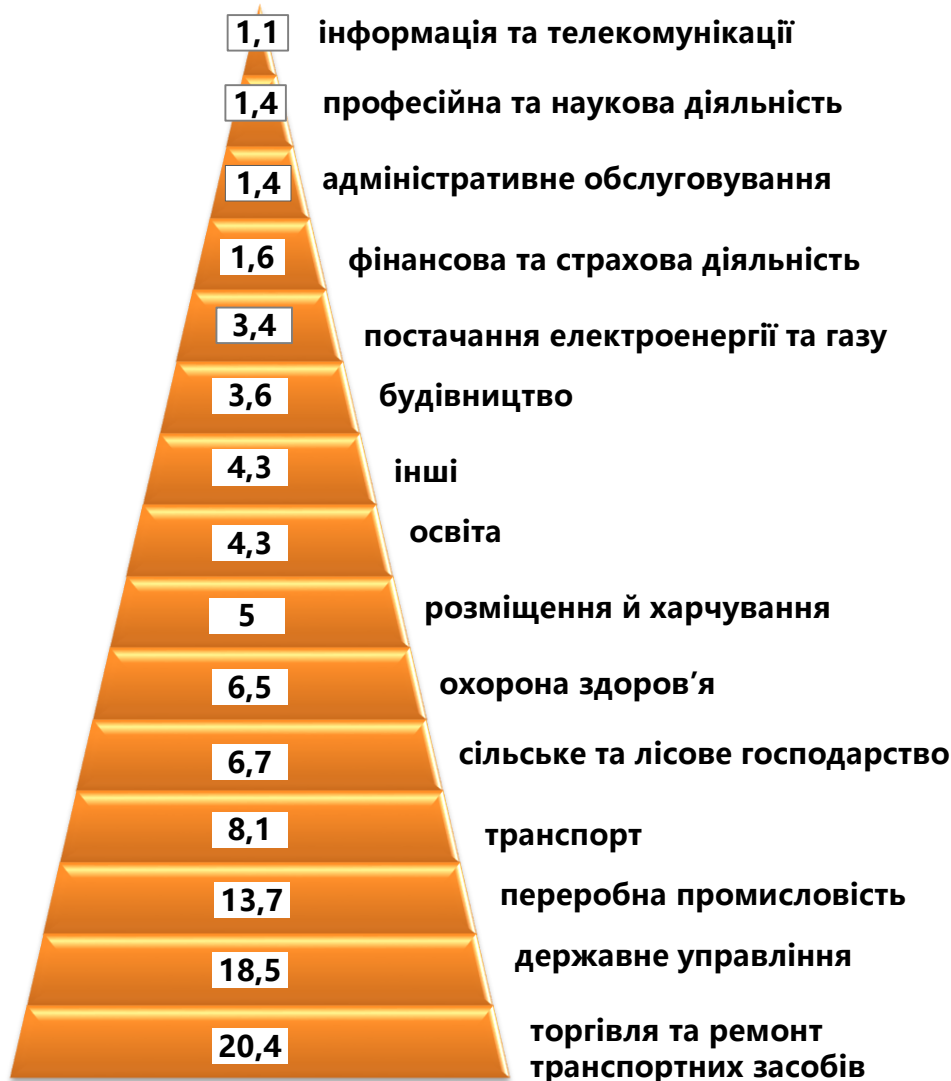 1,1 інформація та телекомунікації
1,4 професійна та наукова діяльність
1,4 адміністративне обслуговування
1,6 фінансова та страхова діяльність
3,4 постачання електроенергії та газу
3,6 будівництво
4,3 інші
4,3 освіта
5 розміщення й харчування
6,5 охорона здоров’я
6,7 сільське та лісове господарство
8,1 транспорт
13,7 переробна промисловість
18,5 державне управління
20,4 торгівля та ремонт
транспортних засобів